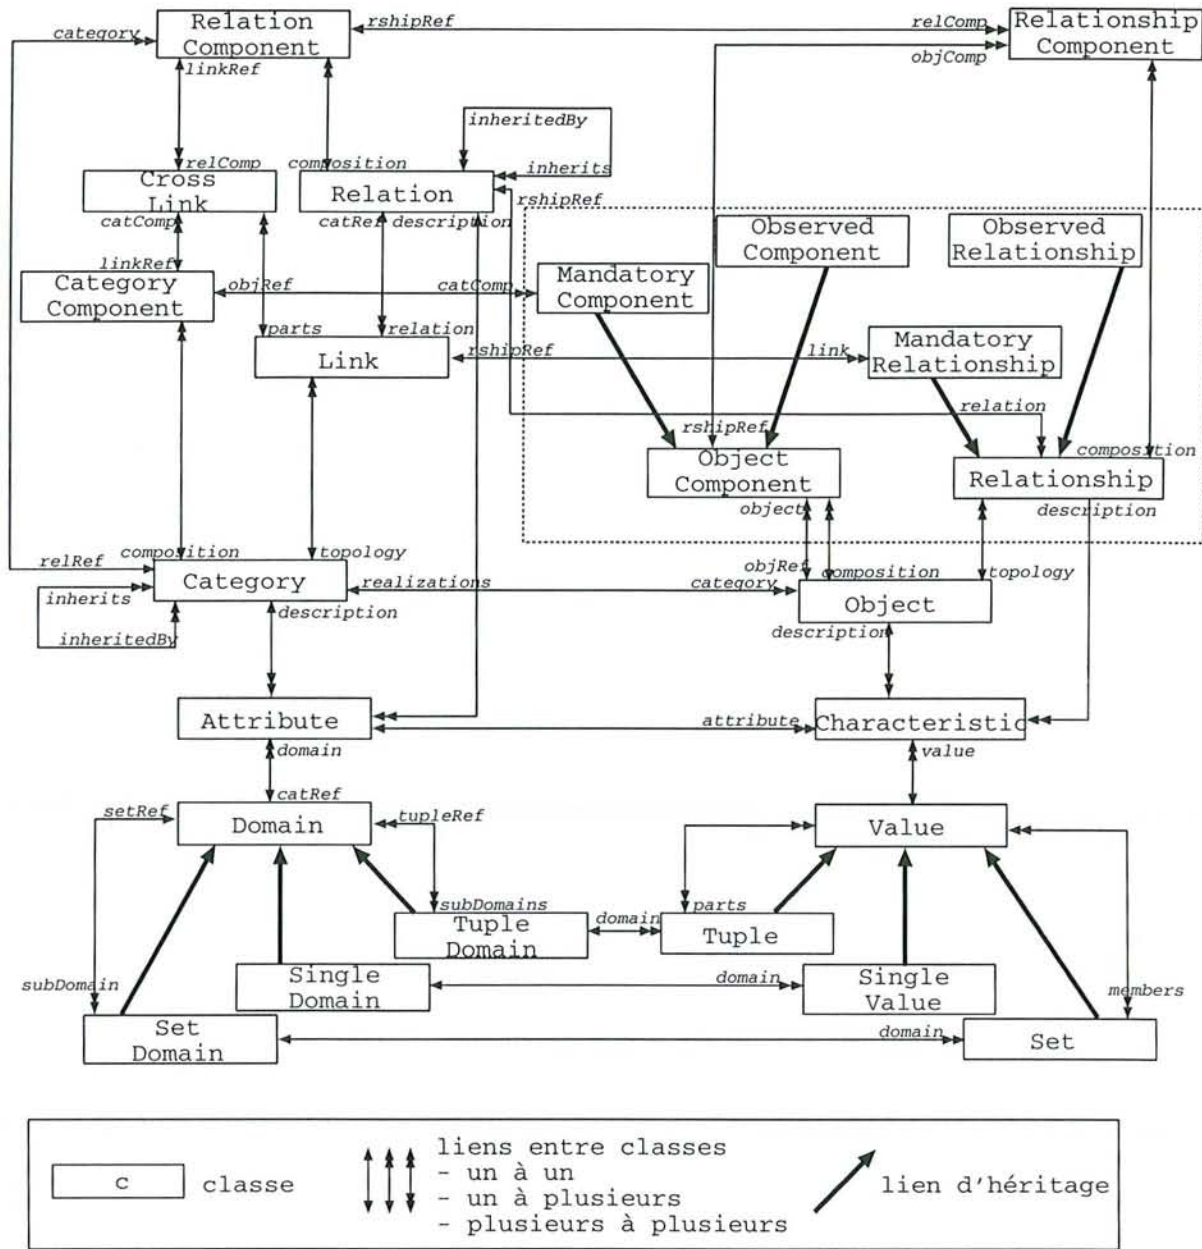 category
Relation
Component
rshipRef
relComp
Relationship
Component
linkRef
objComp
inheritedBy
relComp
composition
inherits
Cross
Link
Relation
rshipRef
catComp
catRef
description
Observed
Component
Observed
Relationship
linkRef
Mandatory
Component
Category
Component
objRef
catComp
parts
relation
Mandatory
Relationship
Link
rshipRef
link
relation
rshipRef
composition
Object
Component
Relationship
object
description
composition
topology
relRef
objRef
composition
topology
Category
realizations
category
Object
inherits
description
description
inheritedBy
Attribute
attribute
Characteristic
domain
value
catRef
setRef
Domain
tupleRef
Value
subDomains
domain
parts
Tuple
Domain
Tuple
subDomain
Single
Domain
domain
Single
Value
members
Set
Domain
domain
Set
c
classe
liens entre classes
- un à un
- un à plusieurs
- plusieurs à plusieurs
lien d'héritage